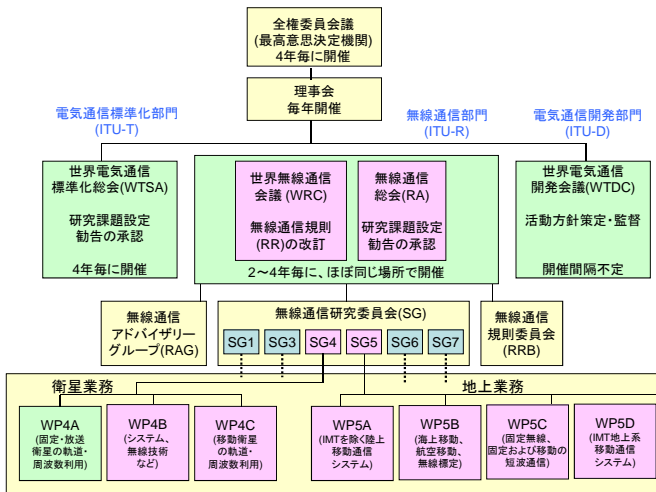 全権委員会議
(最高意思決定機関)
4年毎に開催
理事会
毎年開催
電気通信標準化部門
(ITU-T)
無線通信部門
(ITU-R)
電気通信開発部門
(ITU-D)
世界電気通信
標準化総会(WTSA)
研究課題設定
勧告の承認
4年毎に開催
世界無線通信
会議(WRC)
無線通信規則
(RR)の改訂
無線通信
総会(RA)
研究課題設定
勧告の承認
2～4年毎に、ほぼ同じ場所で開催
世界電気通信
開発会議(WTDC)
活動方針策定・監督
開催間隔不定
無線通信
アドバイザリー
グループ(RAG)
無線通信研究委員会(SG)
SG1
SG3
SG4
SG5
SG6
SG7
無線通信
規則委員会
(RRB)
衛星業務
地上業務
WP4A
(固定・放送
衛星の軌道・
周波数利用)
WP4B
(システム、
無線技術
など)
WP4C
(移動衛星
の軌道・
周波数利用)
WP5A
(IMTを除く陸上
移動通信
システム)
WP5B
(海上移動、
航空移動、
無線標定)
WP5C
(固定無線、
固定および移動の
短波通信)
WP5D
(IMT地上系
移動通信
システム)